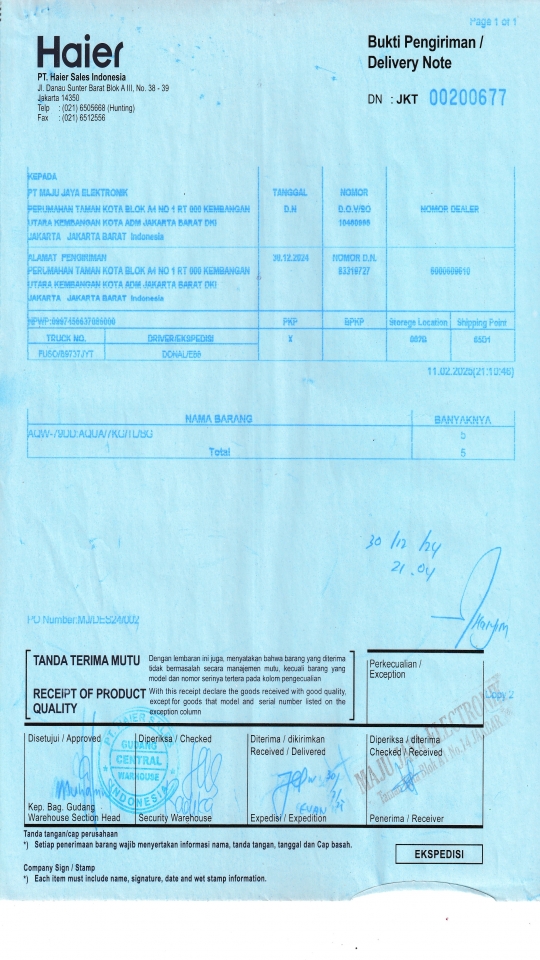 Page 1 of 1
Haier
Bukti Pengiriman /
Delivery Note
PT. Haier Sales Indonesia
Jl. Danau Sunter Barat Blok A III, No. 38 - 39
Jakarta 14350
Telp : (021) 6505668 (Hunting)
Fax : (021) 6512556
DN : JKT 00200677
KEPADA
PT MAJU JAYA ELEKTRONIK
TANGGAL
NOMOR
PERUMAHAN TAMAN KOTA BLOK A4 NO 1 RT 000 KEMBANGAN
D.N
D.O.V/BO
NOMOR DEALER
UTARA KEMBANGAN KOTA ADM JAKARTA BARAT DKI
JAKARTA JAKARTA BARAT Indonesia
ALAMAT PENGIRIMAN
30.12.2024
NOMOR D.N.
PERUMAHAN TAMAN KOTA BLOK A4 NO 1 RT 000 KEMBANGAN
83319727
UTARA KEMBANGAN KOTA ADM JAKARTA BARAT DKI
JAKARTA JAKARTA BARAT Indonesia
PKP
BPKP
Storage Location
Shipping Point
TRUCK NO.
DRIVER/EKSPEDISI
X
11.02.2025(21:10:46)
NAMA BARANG
BANYAKNYA
5
Total
5
30/12/24
21.04
PO Number:MJ/DES24/002
TANDA TERIMA MUTU
Dengan lembaran ini juga, menyatakan bahwa barang yang diterima
tidak bermasalah secara manajemen mutu, kecuali barang yang
model dan nomor serinya tertera pada kolom pengecualian
RECEIPT OF PRODUCT
QUALITY
With this receipt declare the goods received with good quality,
except for goods that model and serial number listed on the
exception column
Perkecualian /
Exception
Copy 2
Disetujui / Approved
Diperiksa / Checked
Diterima / dikirimkan
Received / Delivered
Diperiksa / diterima
Checked / Received
PT. HAIER SALES
GUDANG
CENTRAL
WAREHOUSE
INDONESIA
Kep. Bag. Gudang
Warehouse Section Head
Security Warehouse
Expedisi / Expedition
Penerima / Receiver
Tanda tangan/cap perusahaan
*) Setiap penerimaan barang wajib menyertakan informasi nama, tanda tangan, tanggal dan Cap basah.
EKSPEDISI
Company Sign / Stamp
*) Each item must include name, signature, date and wet stamp information.